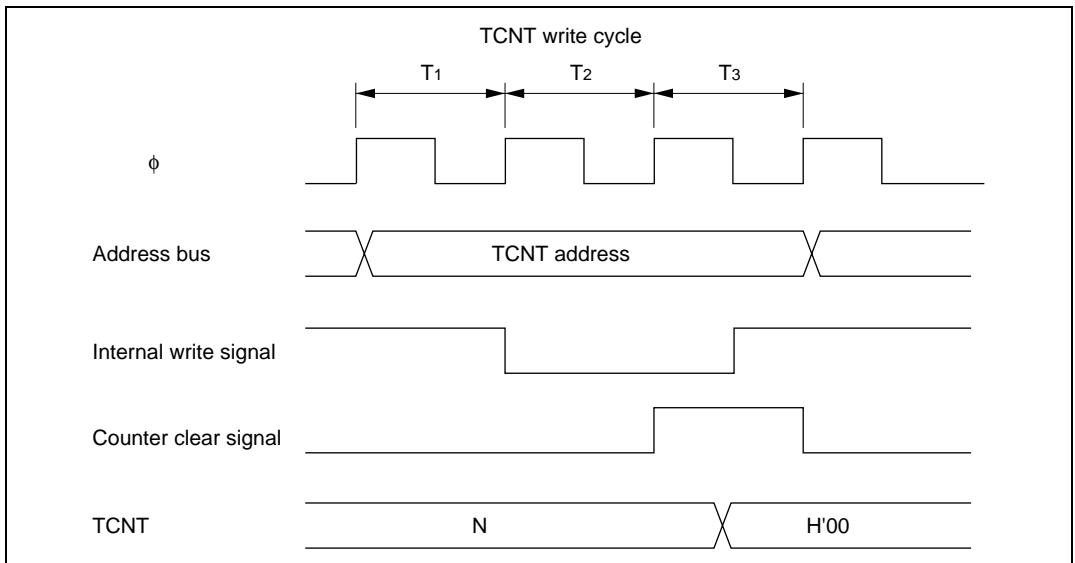 TCNT write cycle
T1 T2 T3
ϕ
Address bus TCNT address
Internal write signal
Counter clear signal
TCNT N H'00